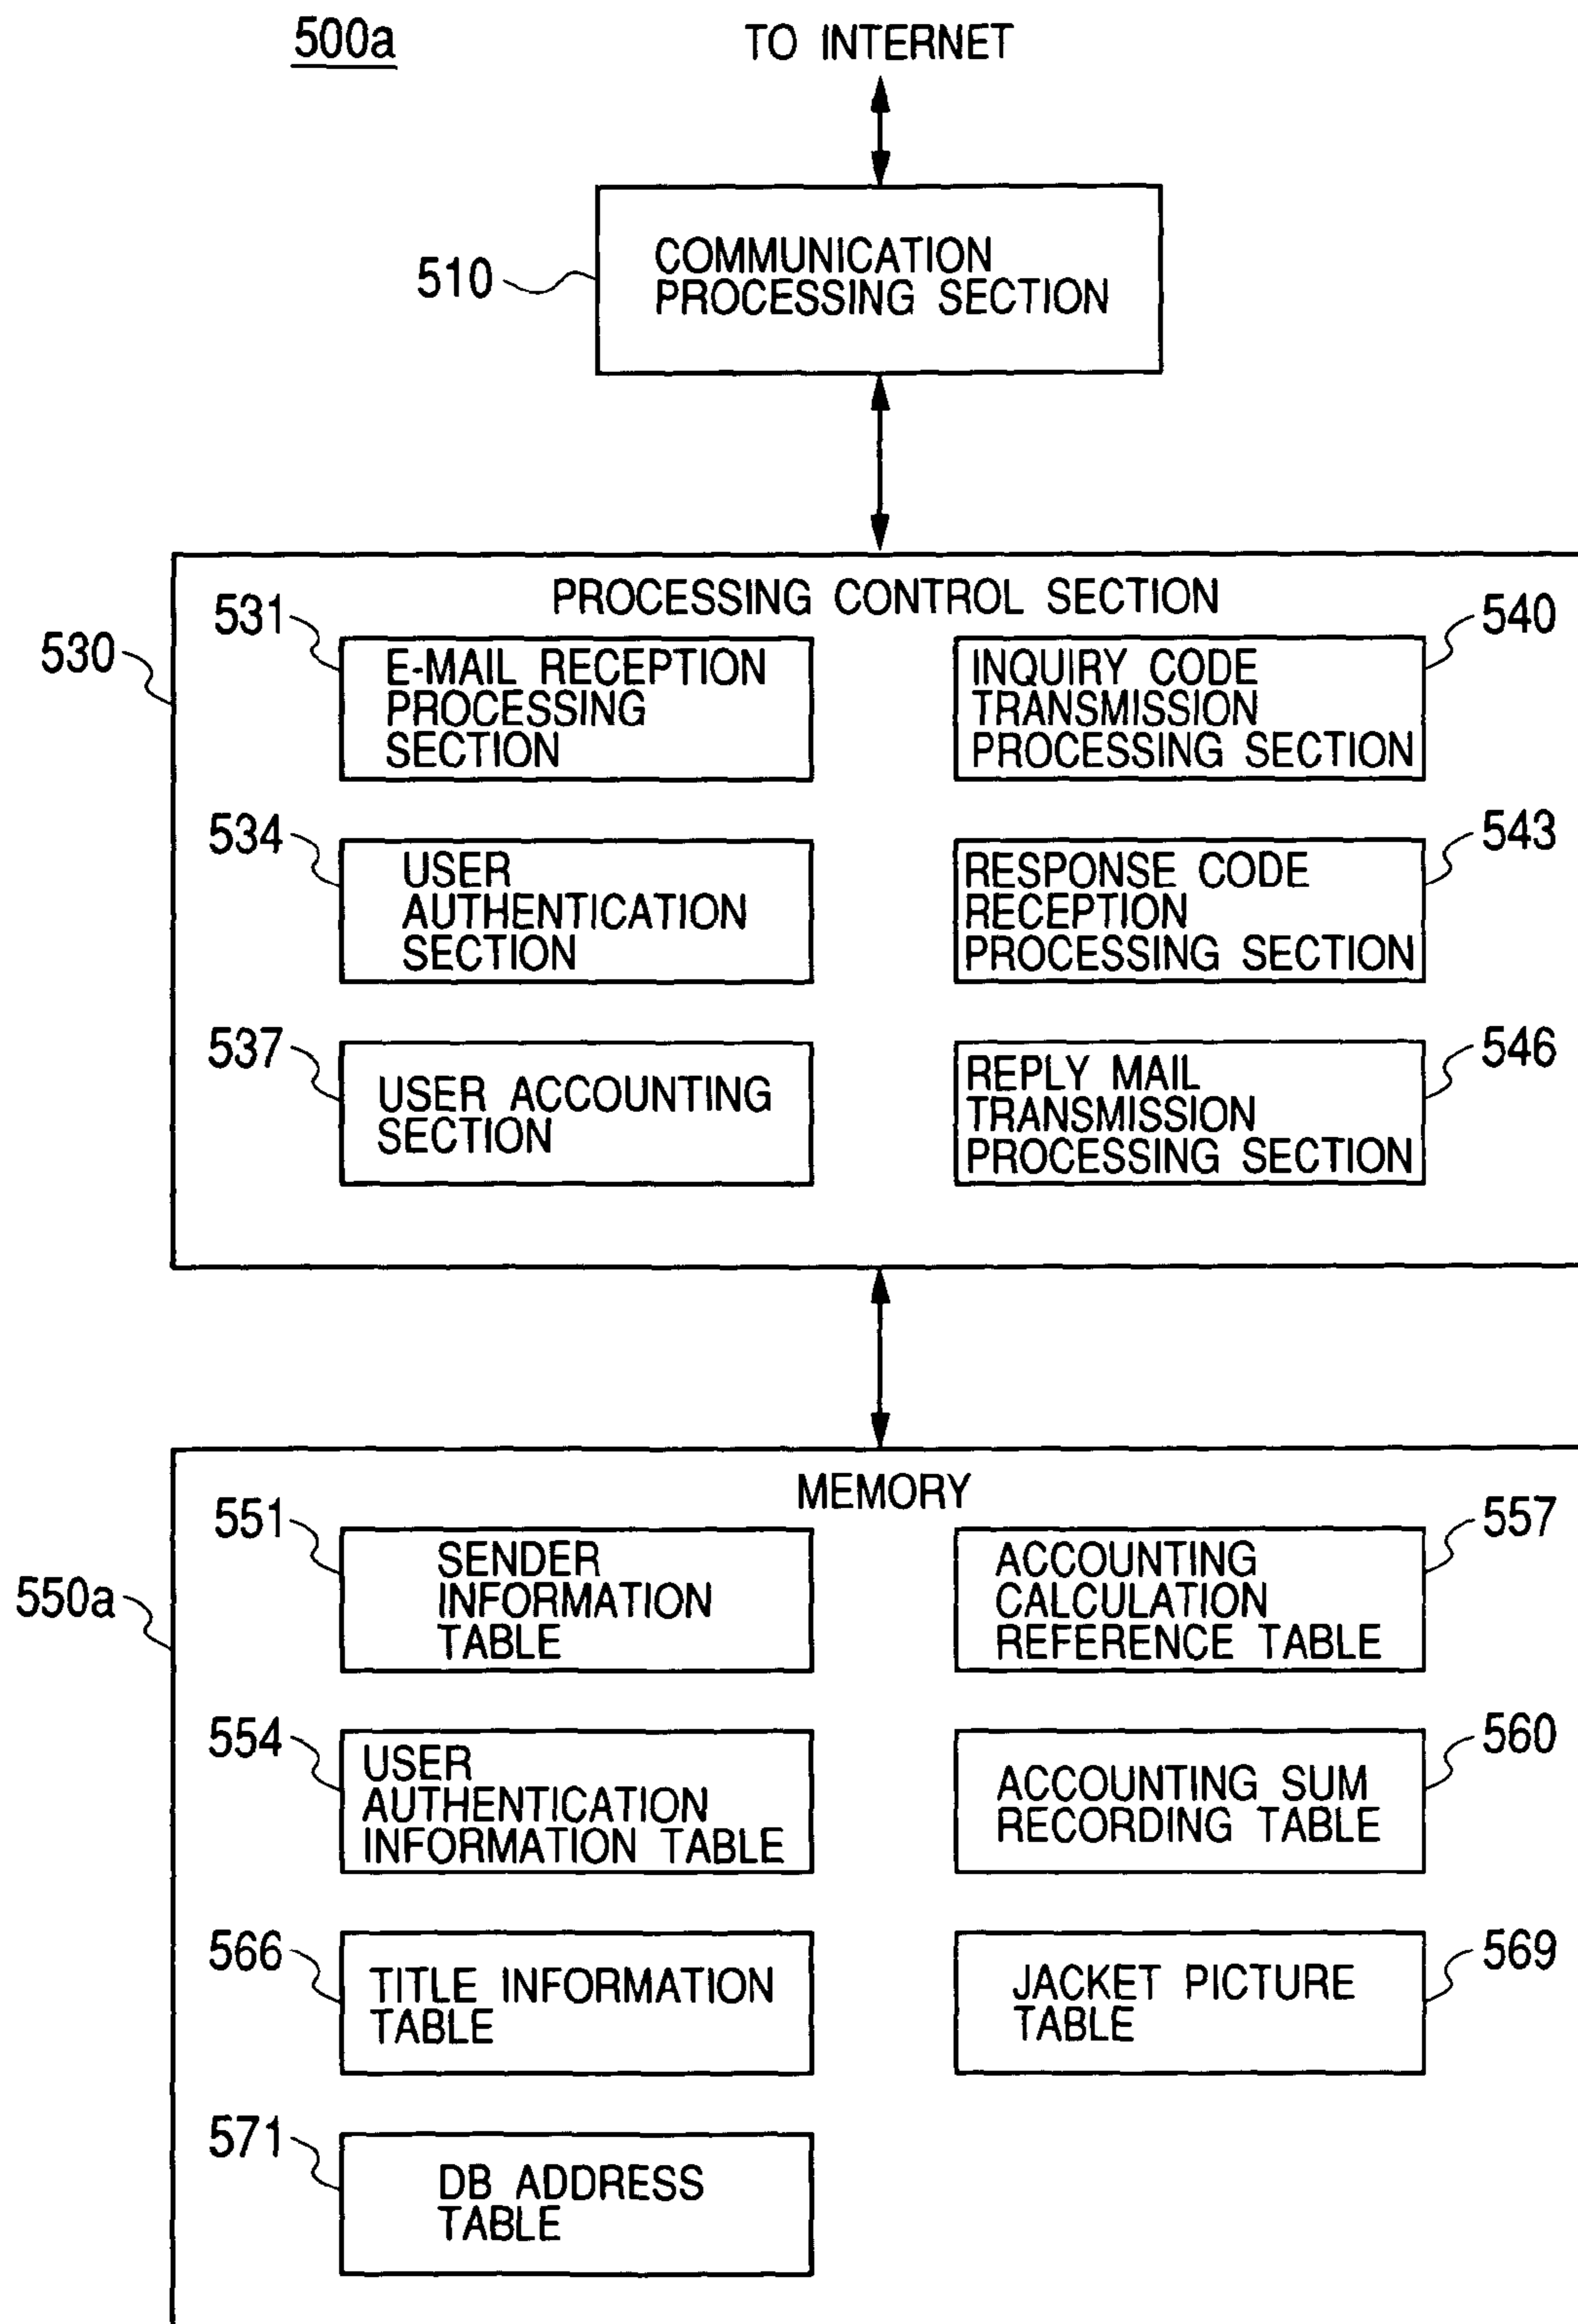 500a
TO INTERNET
510
COMMUNICATION
PROCESSING SECTION
530
PROCESSING CONTROL SECTION
531
E-MAIL RECEPTION
PROCESSING
SECTION
540
INQUIRY CODE
TRANSMISSION
PROCESSING SECTION
534
USER
AUTHENTICATION
SECTION
543
RESPONSE CODE
RECEPTION
PROCESSING SECTION
537
USER ACCOUNTING
SECTION
546
REPLY MAIL
TRANSMISSION
PROCESSING SECTION
550a
MEMORY
551
SENDER
INFORMATION
TABLE
557
ACCOUNTING
CALCULATION
REFERENCE TABLE
554
USER
AUTHENTICATION
INFORMATION TABLE
560
ACCOUNTING SUM
RECORDING TABLE
566
TITLE INFORMATION
TABLE
569
JACKET PICTURE
TABLE
571
DB ADDRESS
TABLE